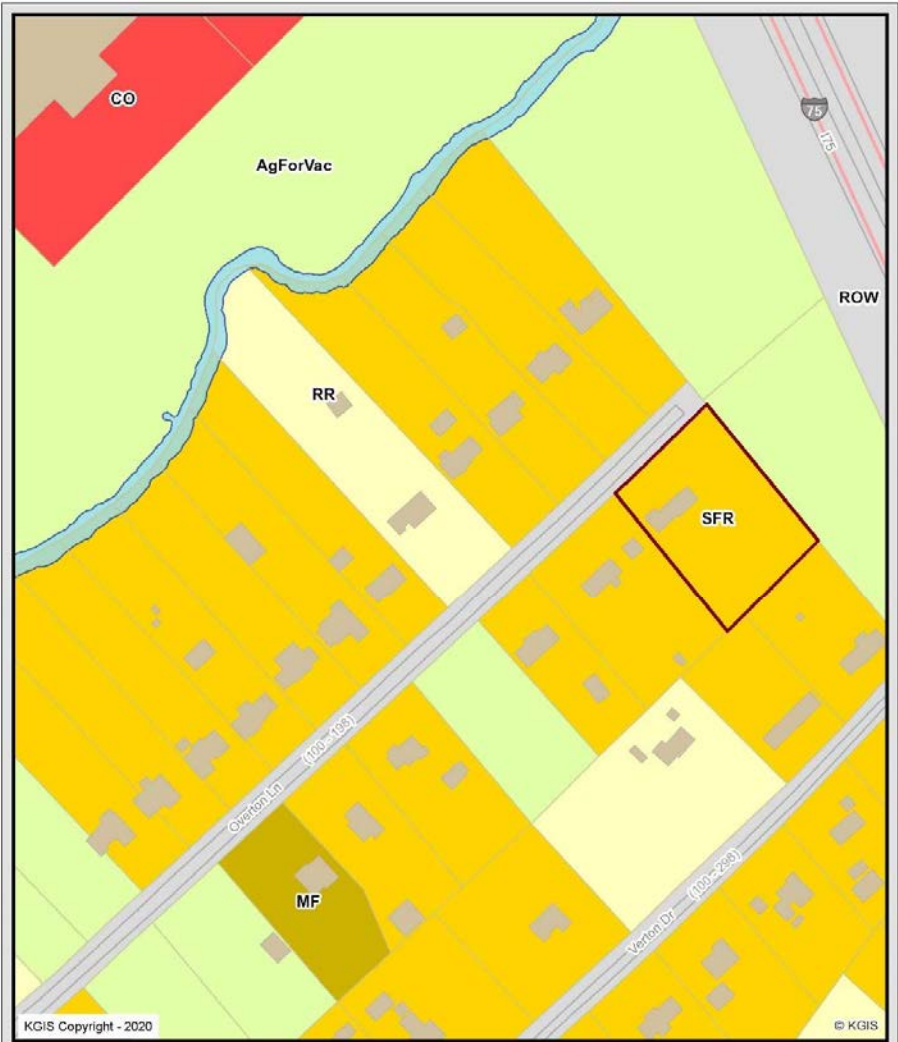 CO
75
I75
AgForVac
ROW
RR
SFR
Overton Ln (100 - 198)
MF
Verton Dr (100 - 298)
KGIS Copyright - 2020
© KGIS